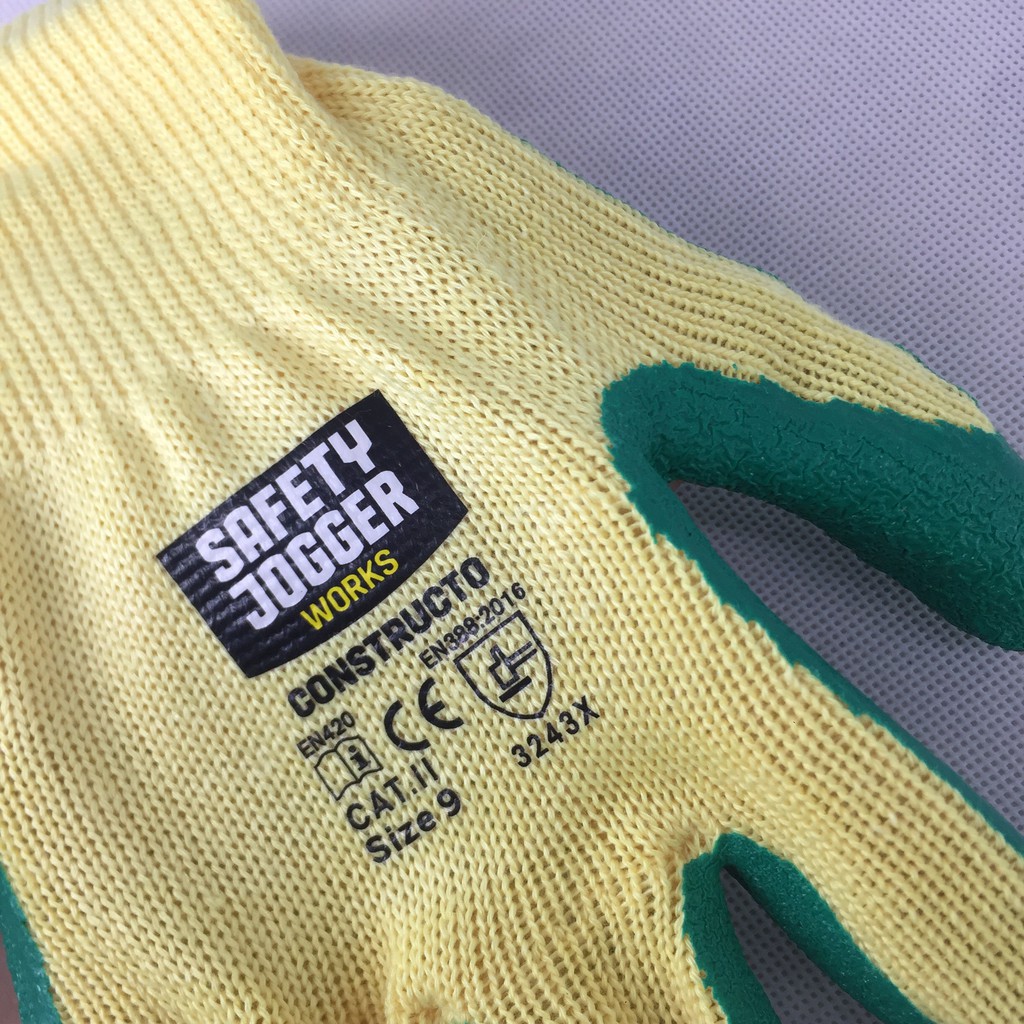 SAFETY
JOGGER
WORKS
CONSTRUCTO
EN420
CE
EN388:2016
i
3243X
CAT.II
Size 9